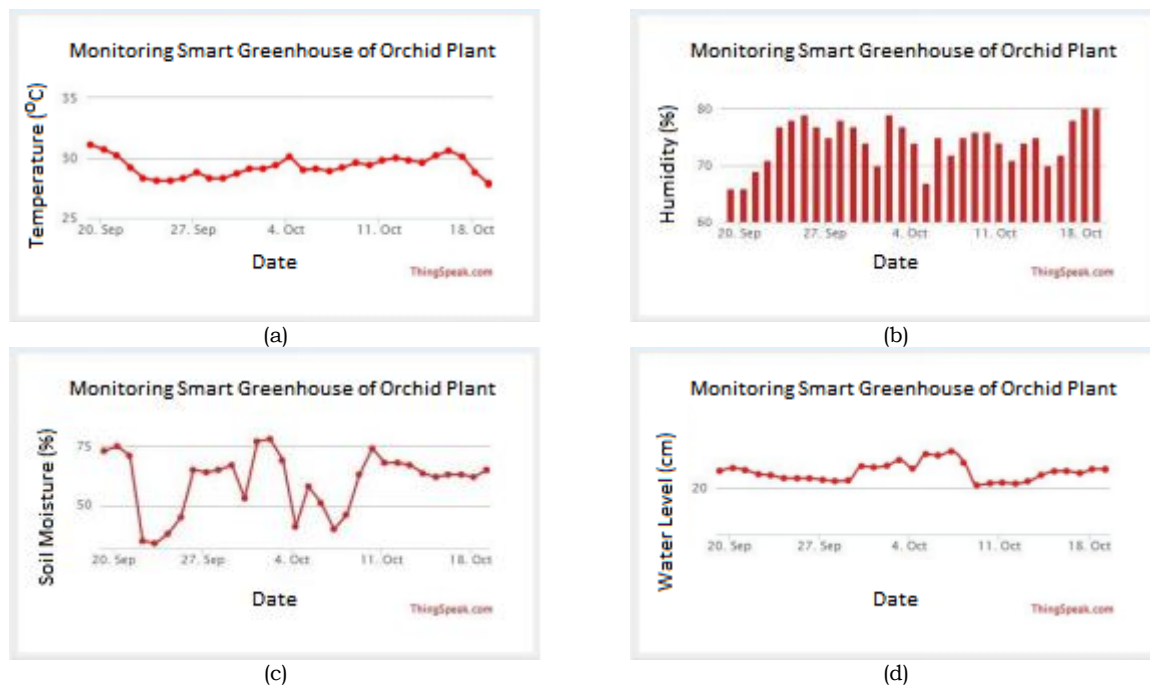 Monitoring Smart Greenhouse of Orchid Plant
Temperature (⁰C)
35
30
25
20. Sep 27. Sep 4. Oct 11. Oct 18. Oct
Date
ThingSpeak.com
(a)
Monitoring Smart Greenhouse of Orchid Plant
Humidity (%)
80
70
60
20. Sep 27. Sep 4. Oct 11. Oct 18. Oct
Date
ThingSpeak.com
(b)
Monitoring Smart Greenhouse of Orchid Plant
Soil Moisture (%)
75
50
20. Sep 27. Sep 4. Oct 11. Oct 18. Oct
Date
ThingSpeak.com
(c)
Monitoring Smart Greenhouse of Orchid Plant
Water Level (cm)
20
20. Sep 27. Sep 4. Oct 11. Oct 18. Oct
Date
ThingSpeak.com
(d)